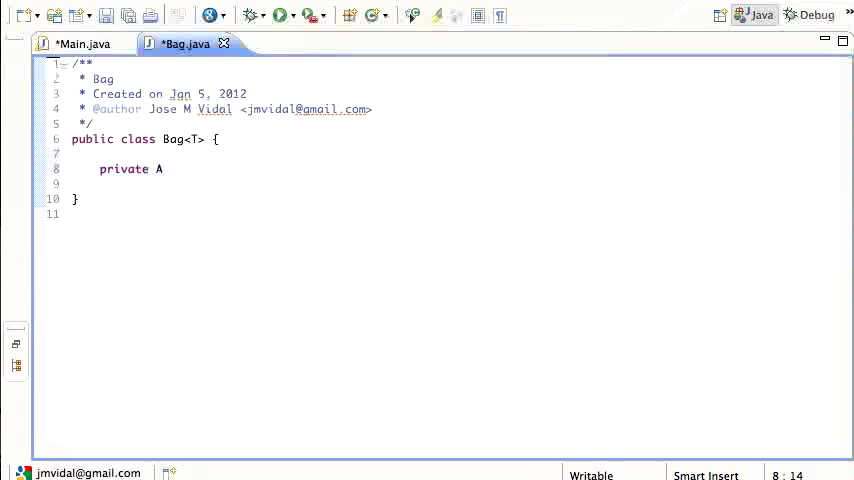 Java
Debug
*Main.java
*Bag.java
1 /**
2 * Bag
3 * Created on Jan 5, 2012
4 * @author Jose M Vidal <jmvidal@gmail.com>
5 */
6 public class Bag<T> {
7
8 private A
9
10 }
11
jmvidal@gmail.com
Writable
Smart Insert
8 : 14